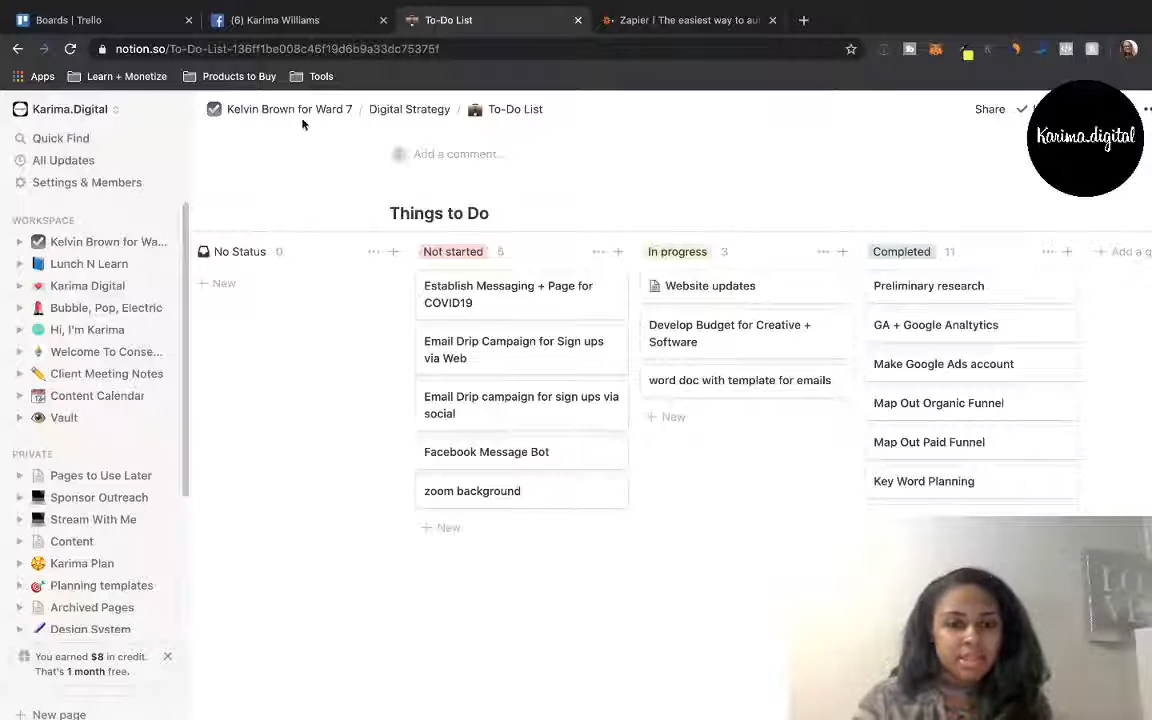 Boards | Trello
(6) Karima Williams
To-Do List
Zapier | The easiest way to au
notion.so/To-Do-List-136ff1be008c46f19d6b9a33dc75375f
Apps
Learn + Monetize
Products to Buy
Tools
Karima.Digital
Kelvin Brown for Ward 7 / Digital Strategy / To-Do List
Share
Karima.digital
Quick Find
All Updates
Settings & Members
Add a comment...
Things to Do
WORKSPACE
Kelvin Brown for Wa...
Lunch N Learn
Karima Digital
Bubble, Pop, Electric
Hi, I'm Karima
Welcome To Conse...
Client Meeting Notes
Content Calendar
Vault
PRIVATE
Pages to Use Later
Sponsor Outreach
Stream With Me
Content
Karima Plan
Planning templates
Archived Pages
Design System
You earned $8 in credit.
That's 1 month free.
+ New page
No Status 0
+ New
Not started 5
Establish Messaging + Page for
COVID19
Email Drip Campaign for Sign ups
via Web
Email Drip campaign for sign ups via
social
Facebook Message Bot
zoom background
+ New
In progress 3
Website updates
Develop Budget for Creative +
Software
word doc with template for emails
+ New
Completed 11
Preliminary research
GA + Google Analtytics
Make Google Ads account
Map Out Organic Funnel
Map Out Paid Funnel
Key Word Planning
+ Add a g